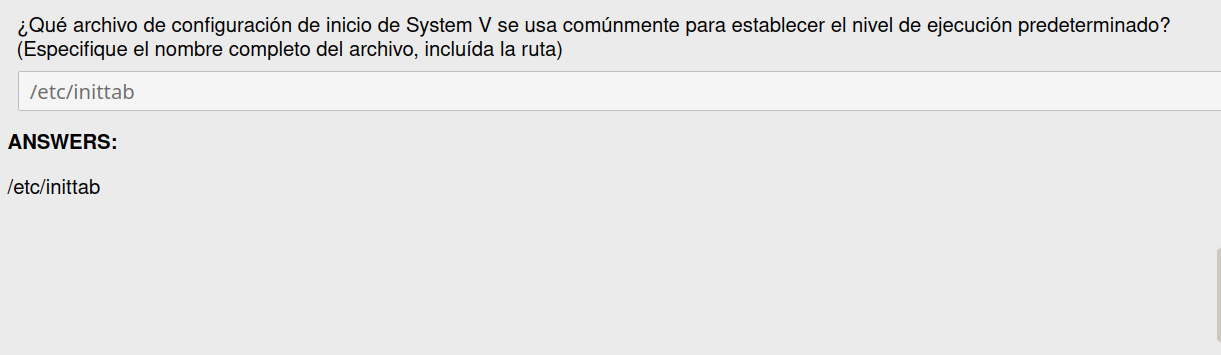 ¿Qué archivo de configuración de inicio de System V se usa comúnmente para establecer el nivel de ejecución predeterminado?
(Especifique el nombre completo del archivo, incluída la ruta)
/etc/inittab
ANSWERS:
/etc/inittab